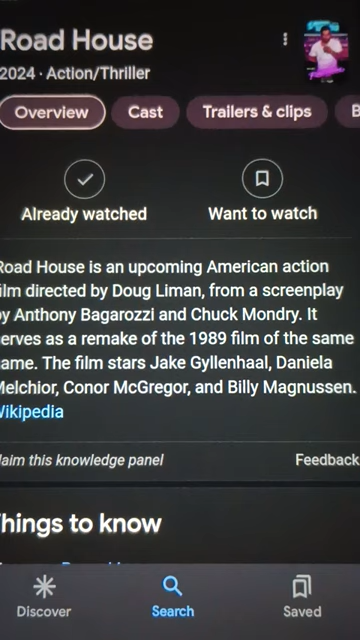 Road House
2024 · Action/Thriller
Overview
Cast
Trailers & clips
Already watched
Want to watch
Road House is an upcoming American action
film directed by Doug Liman, from a screenplay
by Anthony Bagarozzi and Chuck Mondry. It
serves as a remake of the 1989 film of the same
name. The film stars Jake Gyllenhaal, Daniela
Melchior, Conor McGregor, and Billy Magnussen.
Wikipedia
laim this knowledge panel
Feedback
Things to know
Discover
Search
Saved